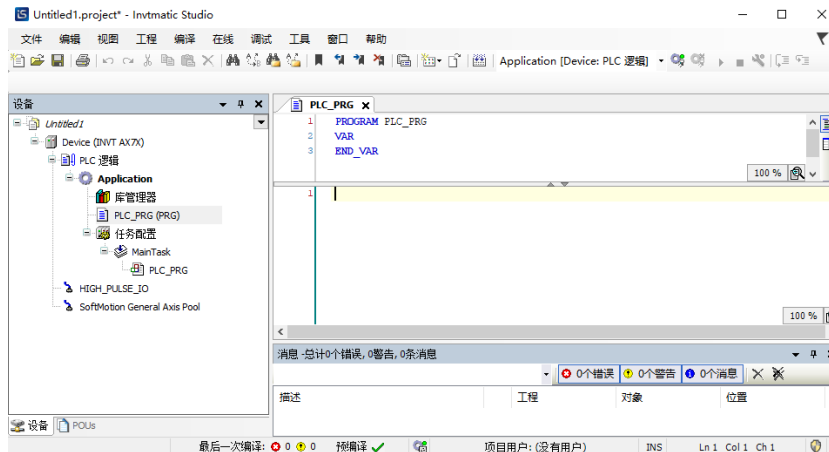 Untitled1.project* - Invtmatic Studio
文件 编辑 视图 工程 编译 在线 调试 工具 窗口 帮助
Application [Device: PLC 逻辑]
设备
PLC_PRG
Untitled1
Device (INVT AX7X)
PLC 逻辑
Application
库管理器
PLC_PRG (PRG)
任务配置
MainTask
PLC_PRG
HIGH_PULSE_IO
SoftMotion General Axis Pool
1 PROGRAM PLC_PRG
2 VAR
3 END_VAR
100 %
1
100 %
消息 -总计0个错误, 0警告, 0条消息
0个错误 0个警告 0个消息
描述 工程 对象 位置
设备 POUs
最后一次编译: 0 0 预编译 项目用户: (没有用户) INS Ln 1 Col 1 Ch 1